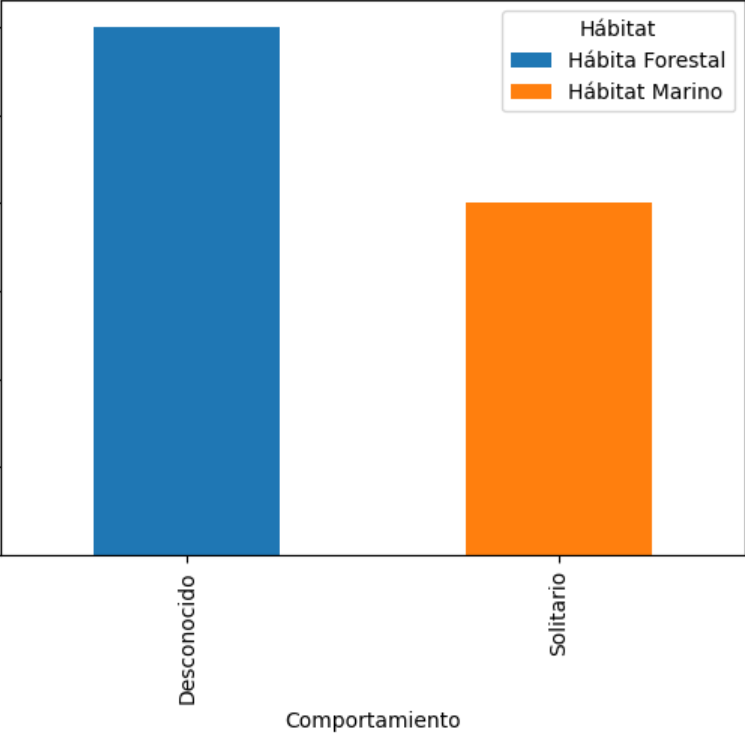 Hábitat
Hábita Forestal
Hábitat Marino
Desconocido
Solitario
Comportamiento